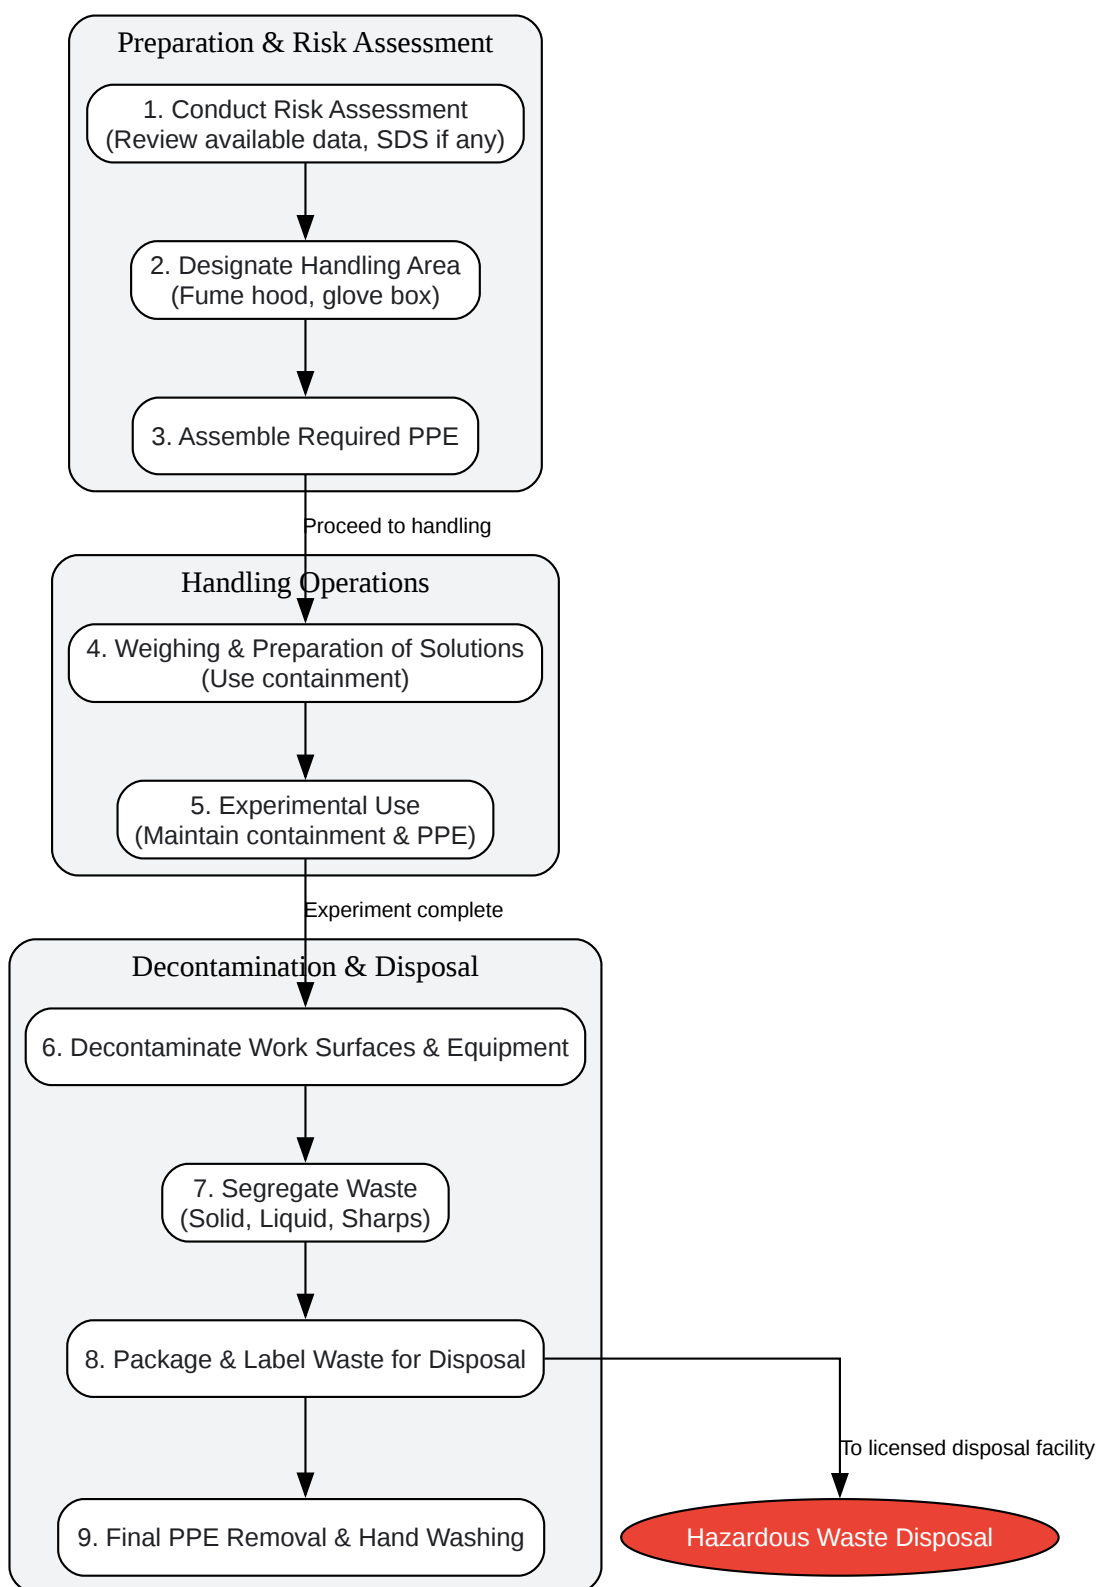 Preparation & Risk Assessment
1. Conduct Risk Assessment
(Review available data, SDS if any)
2. Designate Handling Area
(Fume hood, glove box)
3. Assemble Required PPE
Proceed to handling
Handling Operations
4. Weighing & Preparation of Solutions
(Use containment)
5. Experimental Use
(Maintain containment & PPE)
Experiment complete
Decontamination & Disposal
6. Decontaminate Work Surfaces & Equipment
7. Segregate Waste
(Solid, Liquid, Sharps)
8. Package & Label Waste for Disposal
To licensed disposal facility
9. Final PPE Removal & Hand Washing
Hazardous Waste Disposal